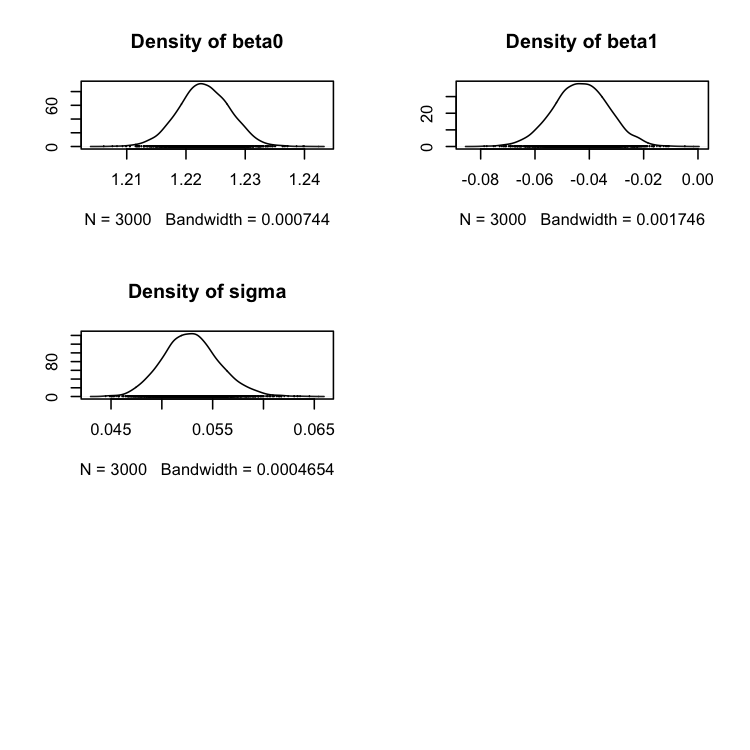 Density of beta0
60
0
1.21 1.22 1.23 1.24
N = 3000 Bandwidth = 0.000744
Density of beta1
20
0
-0.08 -0.06 -0.04 -0.02 0.00
N = 3000 Bandwidth = 0.001746
Density of sigma
80
0
0.045 0.055 0.065
N = 3000 Bandwidth = 0.0004654